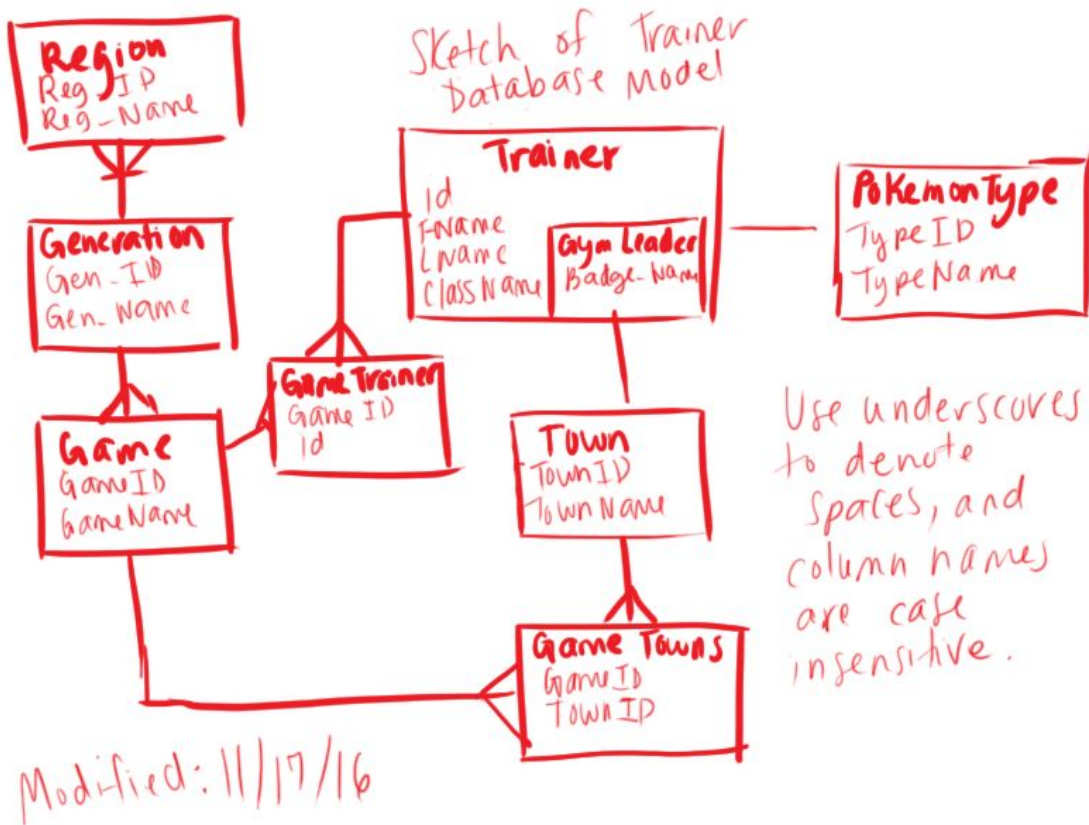 Sketch of Trainer
Database Model
Region
Reg_ID
Reg_Name
Generation
Gen_ID
Gen_Name
Game
GameID
GameName
Game Trainer
Game ID
id
Trainer
id
FName
LName
ClassName
Gym Leader
Badge_Name
PokemonType
TypeID
TypeName
Town
TownID
TownName
Game Towns
GameID
TownID
Use underscores
to denote
spaces, and
column names
are case
insensitive.
Modified: 11/17/16